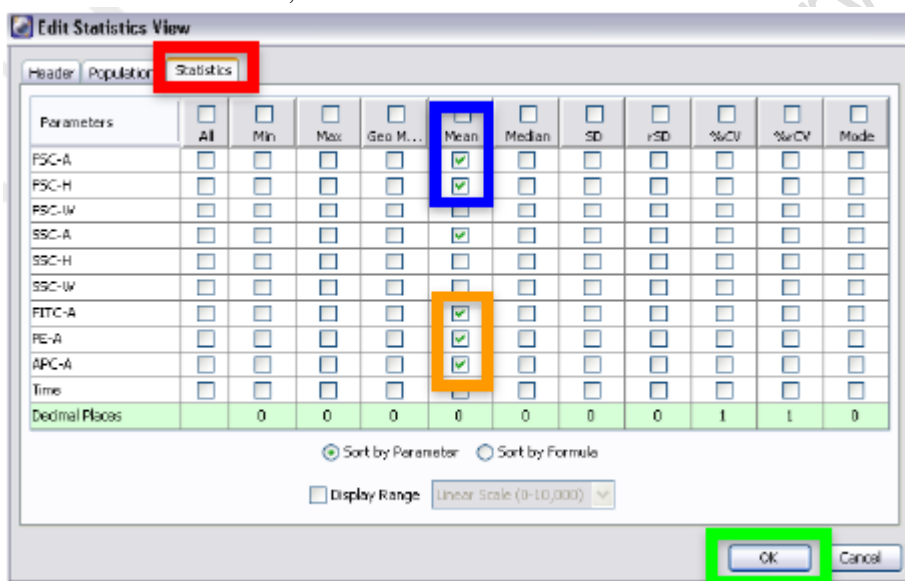 Edit Statistics View
Header Population Statistics
Parameters All Min Max Geo M... Mean Median SD rSD %CV %rCV Mode
FSC-A
FSC-H
FSC-W
SSC-A
SSC-H
SSC-W
FITC-A
PE-A
APC-A
Time
Decimal Places 0 0 0 0 0 0 0 1 1 0
Sort by Parameter Sort by Formula
Display Range Linear Scale (0-10,000)
OK Cancel